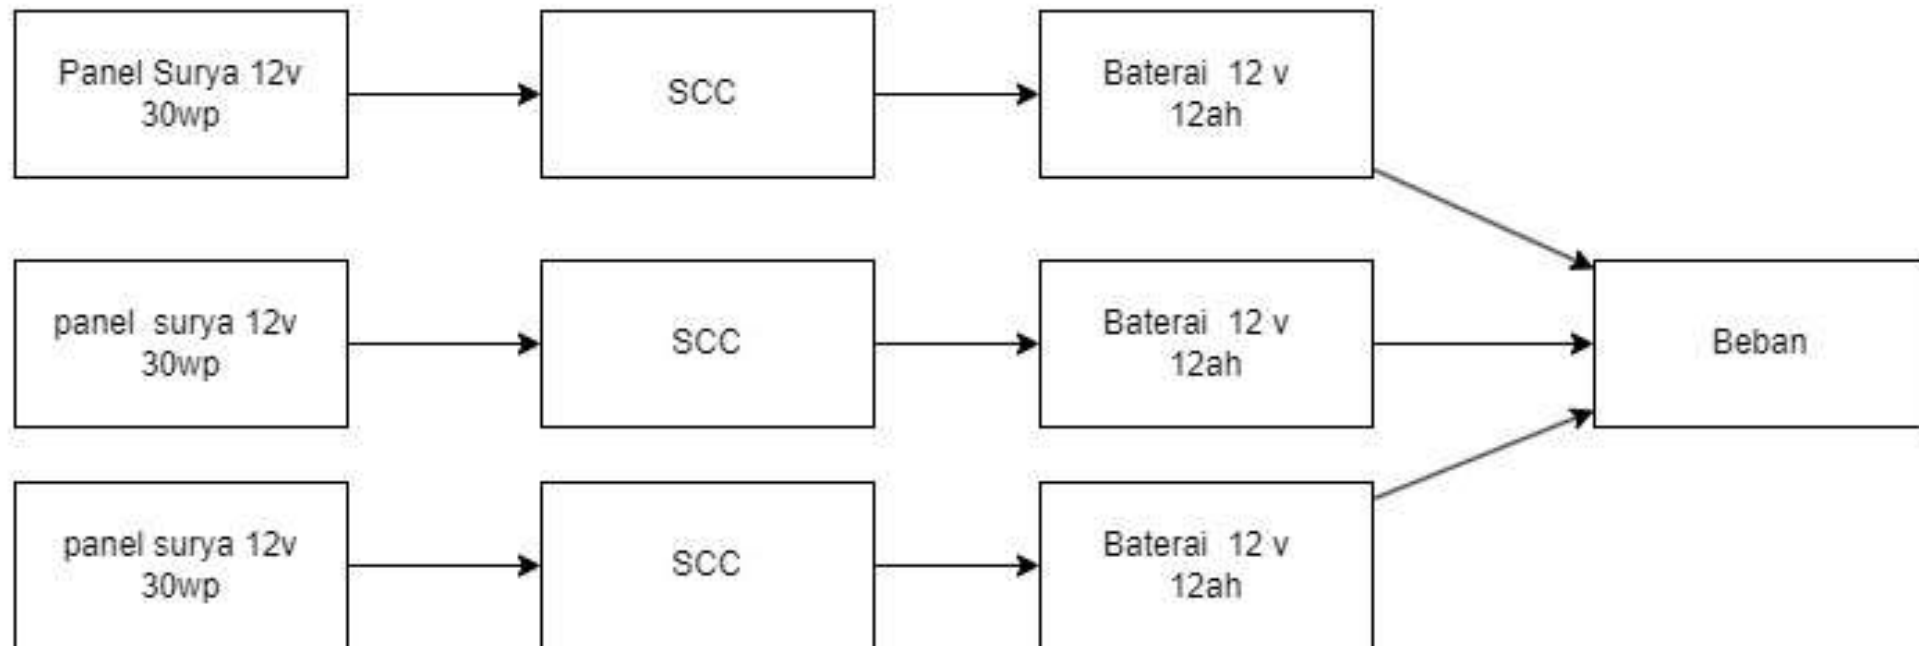 Panel Surya 12v
30wp
SCC
Baterai 12 v
12ah
panel surya 12v
30wp
SCC
Baterai 12 v
12ah
Beban
panel surya 12v
30wp
SCC
Baterai 12 v
12ah